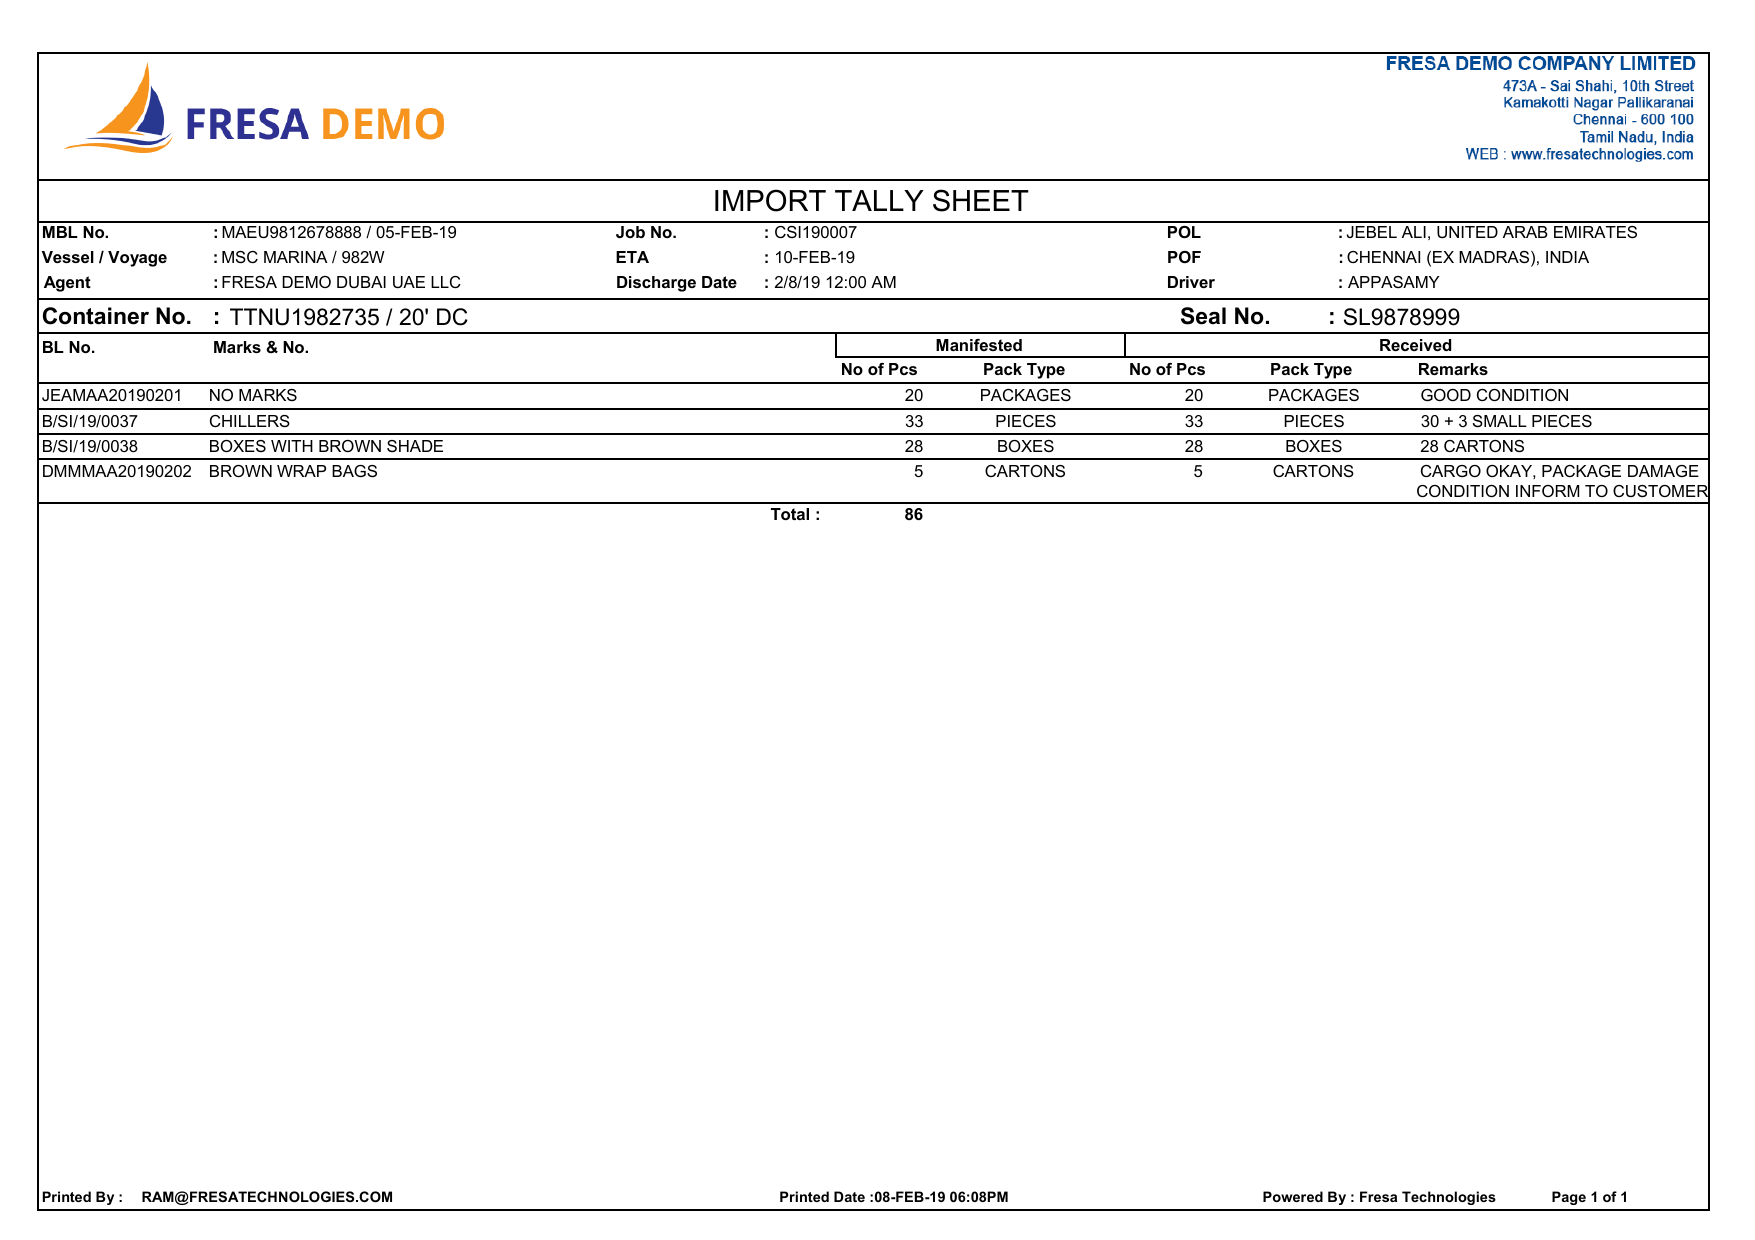 FRESA DEMO
FRESA DEMO COMPANY LIMITED
473A - Sai Shahi, 10th Street
Kamakotti Nagar Pallikaranai
Chennai - 600 100
Tamil Nadu, India
WEB : www.fresatechnologies.com
IMPORT TALLY SHEET
MBL No. : MAEU9812678888 / 05-FEB-19 Job No. : CSI190007 POL : JEBEL ALI, UNITED ARAB EMIRATES
Vessel / Voyage : MSC MARINA / 982W ETA : 10-FEB-19 POF : CHENNAI (EX MADRAS), INDIA
Agent : FRESA DEMO DUBAI UAE LLC Discharge Date : 2/8/19 12:00 AM Driver : APPASAMY
Container No. : TTNU1982735 / 20' DC Seal No. : SL9878999
BL No. Marks & No. Manifested Received
No of Pcs Pack Type No of Pcs Pack Type Remarks
JEAMAA20190201 NO MARKS 20 PACKAGES 20 PACKAGES GOOD CONDITION
B/SI/19/0037 CHILLERS 33 PIECES 33 PIECES 30 + 3 SMALL PIECES
B/SI/19/0038 BOXES WITH BROWN SHADE 28 BOXES 28 BOXES 28 CARTONS
DMMMAA20190202 BROWN WRAP BAGS 5 CARTONS 5 CARTONS CARGO OKAY, PACKAGE DAMAGE
CONDITION INFORM TO CUSTOMER
Total : 86
Printed By : RAM@FRESATECHNOLOGIES.COM Printed Date :08-FEB-19 06:08PM Powered By : Fresa Technologies Page 1 of 1